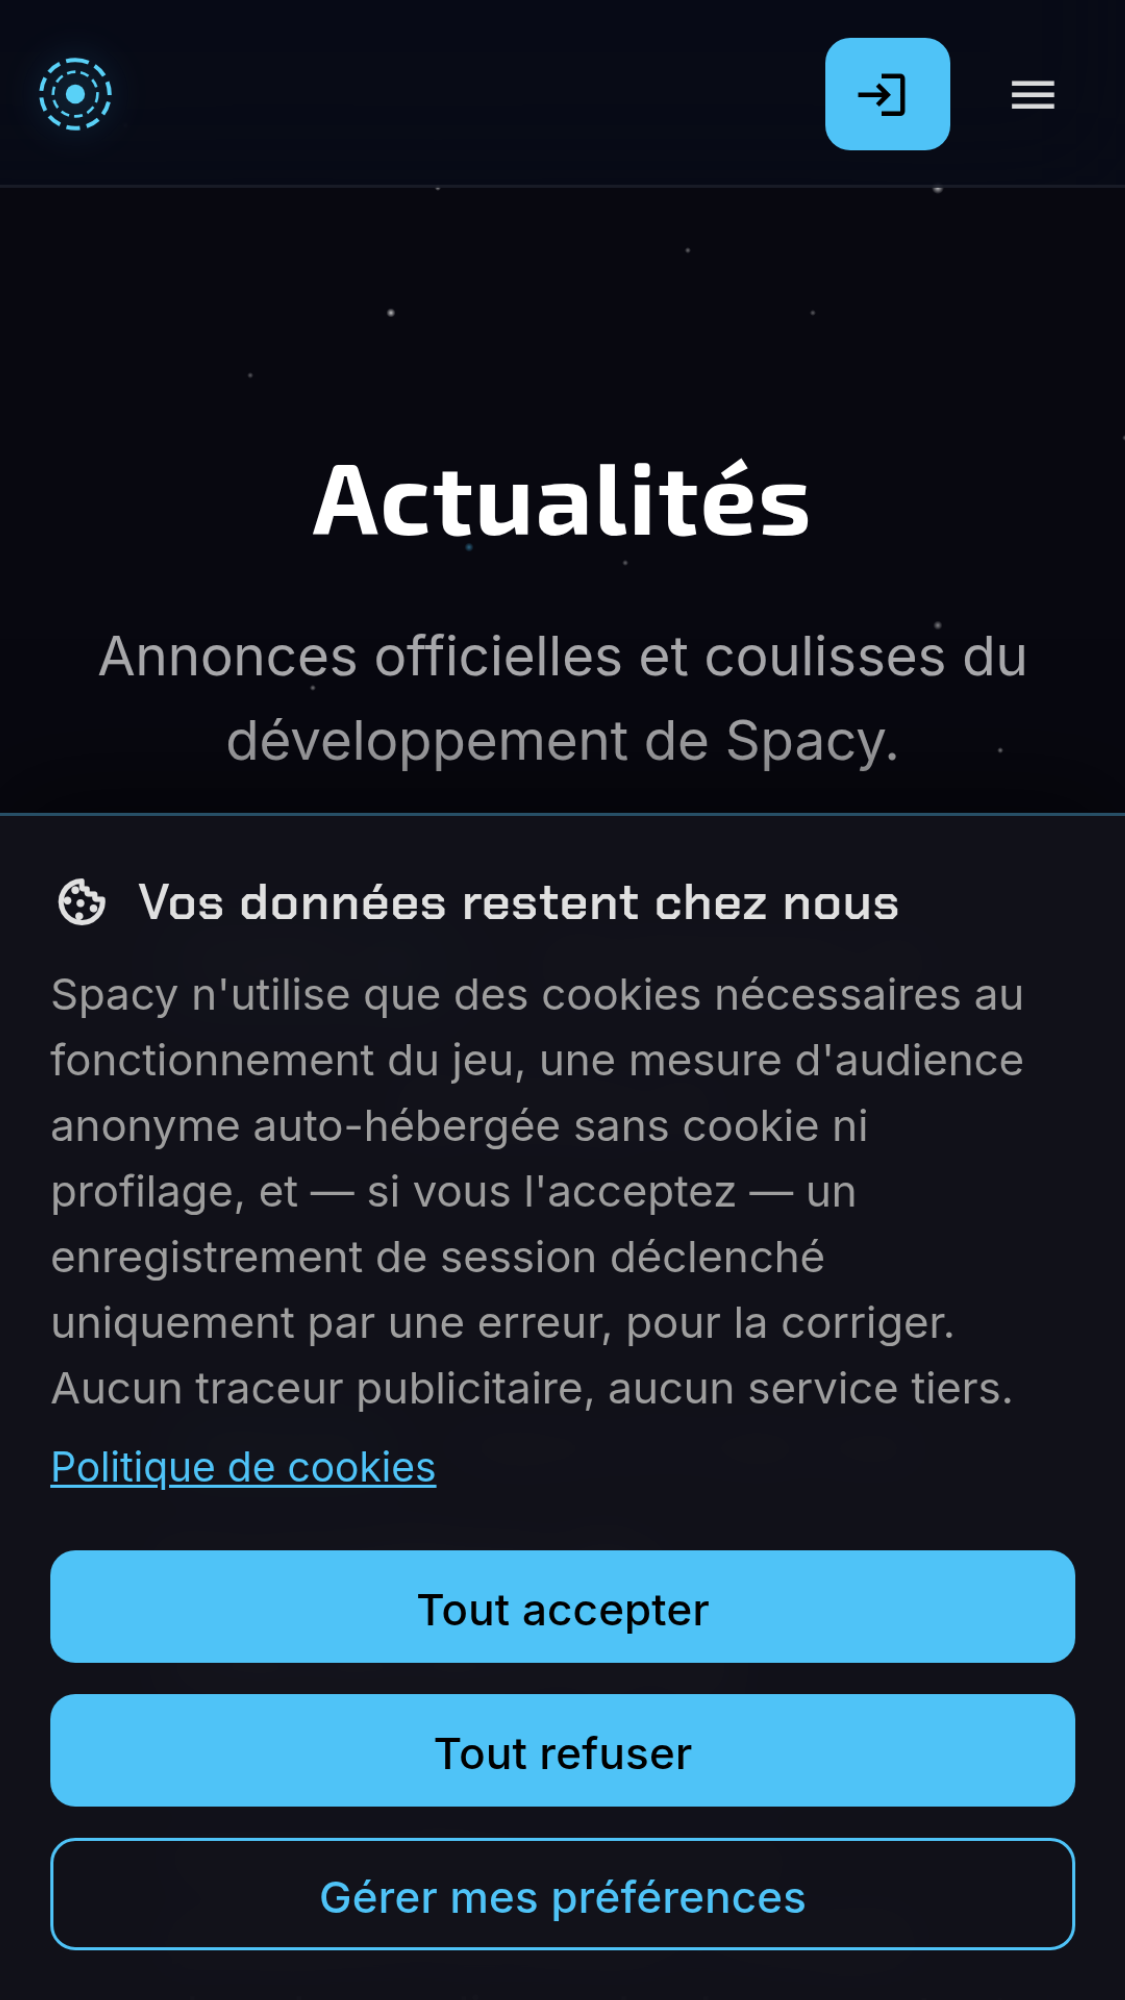 Actualités
Annonces officielles et coulisses du
développement de Spacy.
Vos données restent chez nous
Spacy n'utilise que des cookies nécessaires au
fonctionnement du jeu, une mesure d'audience
anonyme auto-hébergée sans cookie ni
profilage, et — si vous l'acceptez — un
enregistrement de session déclenché
uniquement par une erreur, pour la corriger.
Aucun traceur publicitaire, aucun service tiers.
Politique de cookies
Tout accepter
Tout refuser
Gérer mes préférences